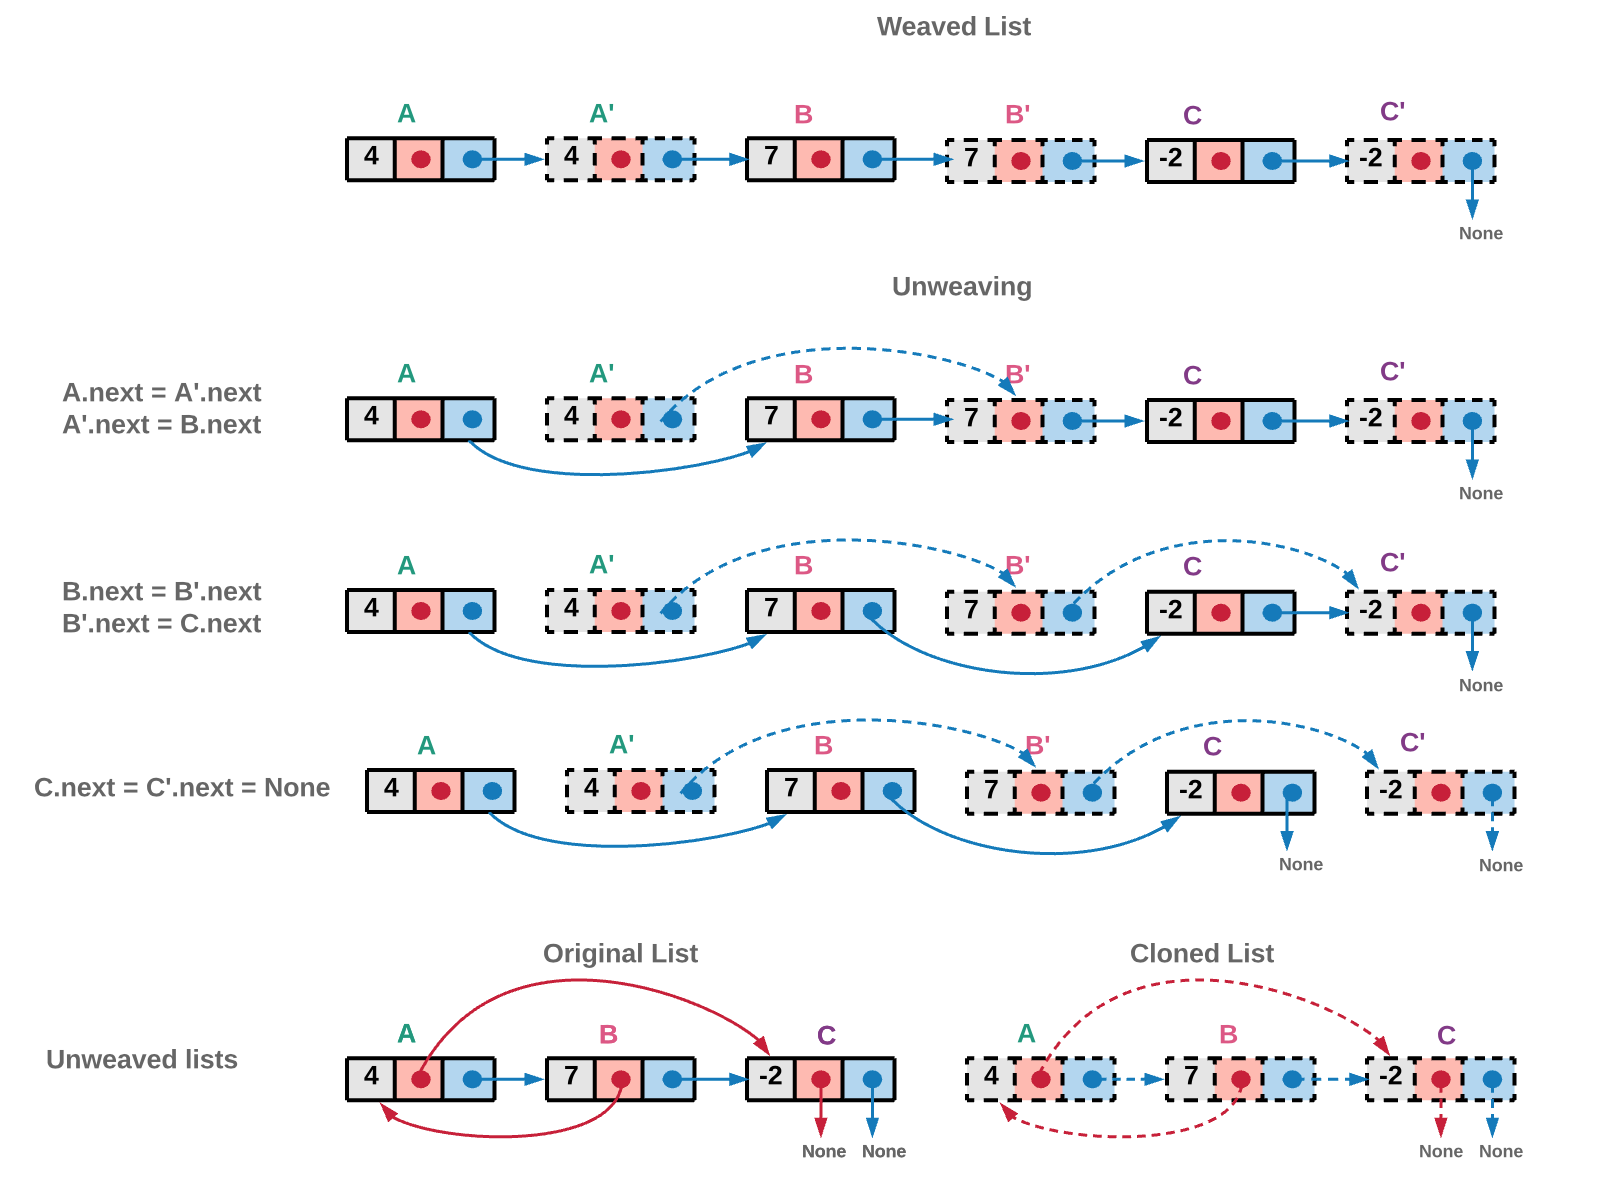 Weaved List
A A' B B' C C'
4 4 7 7 -2 -2
None
Unweaving
A.next = A'.next
A'.next = B.next
A A' B B' C C'
4 4 7 7 -2 -2
None
B.next = B'.next
B'.next = C.next
A A' B B' C C'
4 4 7 7 -2 -2
None
C.next = C'.next = None
A A' B B' C C'
4 4 7 7 -2 -2
None None
Original List Cloned List
Unweaved lists
A B C A B C
4 7 -2 4 7 -2
None None None None